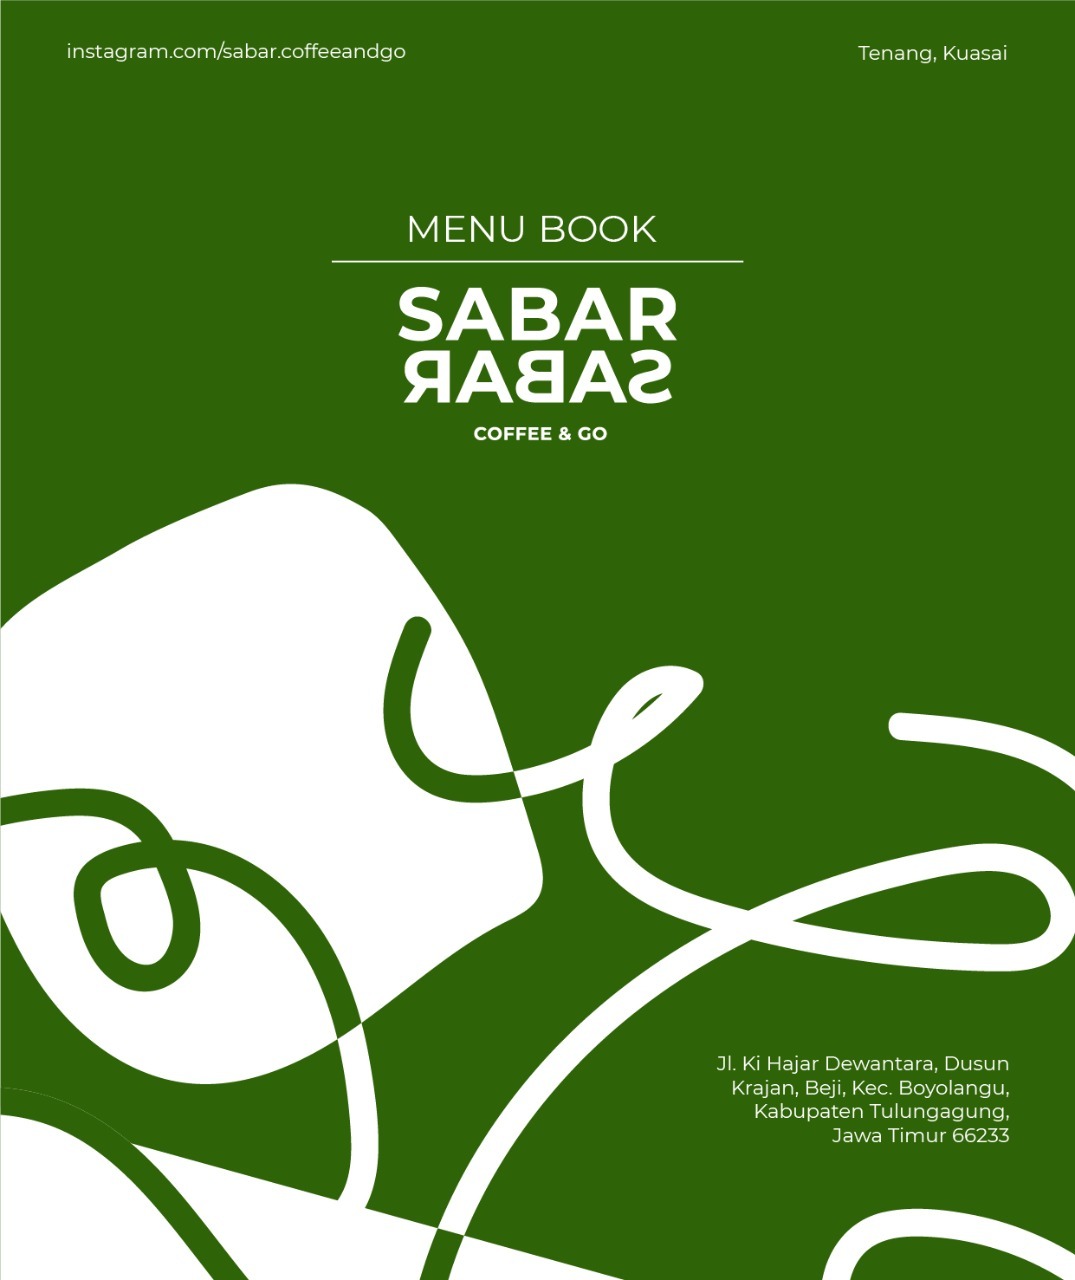 instagram.com/sabar.coffeeandgo
Tenang, Kuasai
MENU BOOK
SABAR
SABAR
COFFEE & GO
Jl. Ki Hajar Dewantara, Dusun
Krajan, Beji, Kec. Boyolangu,
Kabupaten Tulungagung,
Jawa Timur 66233